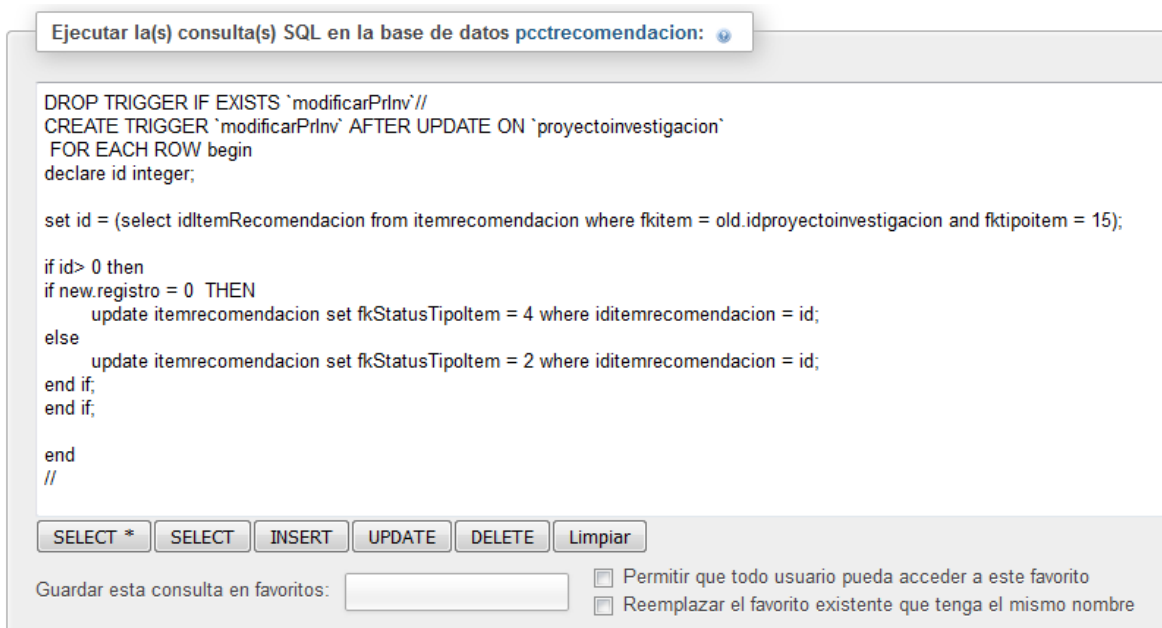 Ejecutar la(s) consulta(s) SQL en la base de datos pcctrecomendacion:
DROP TRIGGER IF EXISTS `modificarPrInv`//
CREATE TRIGGER `modificarPrInv` AFTER UPDATE ON `proyectoinvestigacion`
FOR EACH ROW begin
declare id integer;
set id = (select idItemRecomendacion from itemrecomendacion where fkitem = old.idproyectoinvestigacion and fktipoitem = 15);
if id> 0 then
if new.registro = 0  THEN
update itemrecomendacion set fkStatusTipoItem = 4 where iditemrecomendacion = id;
else
update itemrecomendacion set fkStatusTipoItem = 2 where iditemrecomendacion = id;
end if;
end if;
end
//
SELECT * SELECT INSERT UPDATE DELETE Limpiar
Guardar esta consulta en favoritos: Permitir que todo usuario pueda acceder a este favorito
Reemplazar el favorito existente que tenga el mismo nombre